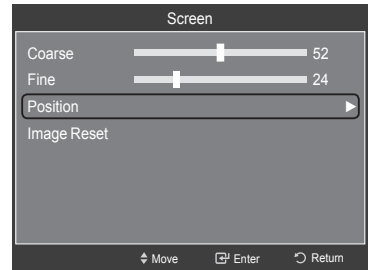 Screen
Coarse 52
Fine 24
Position
Image Reset
Move Enter Return